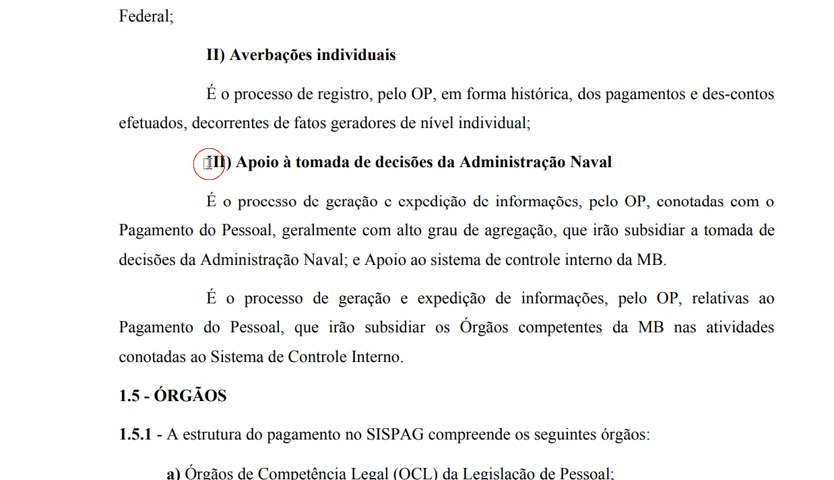 Federal;
II) Averbações individuais
É o processo de registro, pelo OP, em forma histórica, dos pagamentos e des-contos
efetuados, decorrentes de fatos geradores de nível individual;
III) Apoio à tomada de decisões da Administração Naval
É o processo de geração e expedição de informações, pelo OP, conotadas com o
Pagamento do Pessoal, geralmente com alto grau de agregação, que irão subsidiar a tomada de
decisões da Administração Naval; e Apoio ao sistema de controle interno da MB.
É o processo de geração e expedição de informações, pelo OP, relativas ao
Pagamento do Pessoal, que irão subsidiar os Órgãos competentes da MB nas atividades
conotadas ao Sistema de Controle Interno.
1.5 - ÓRGÃOS
1.5.1 - A estrutura do pagamento no SISPAG compreende os seguintes órgãos:
a) Órgãos de Competência Legal (OCL) da Legislação de Pessoal;